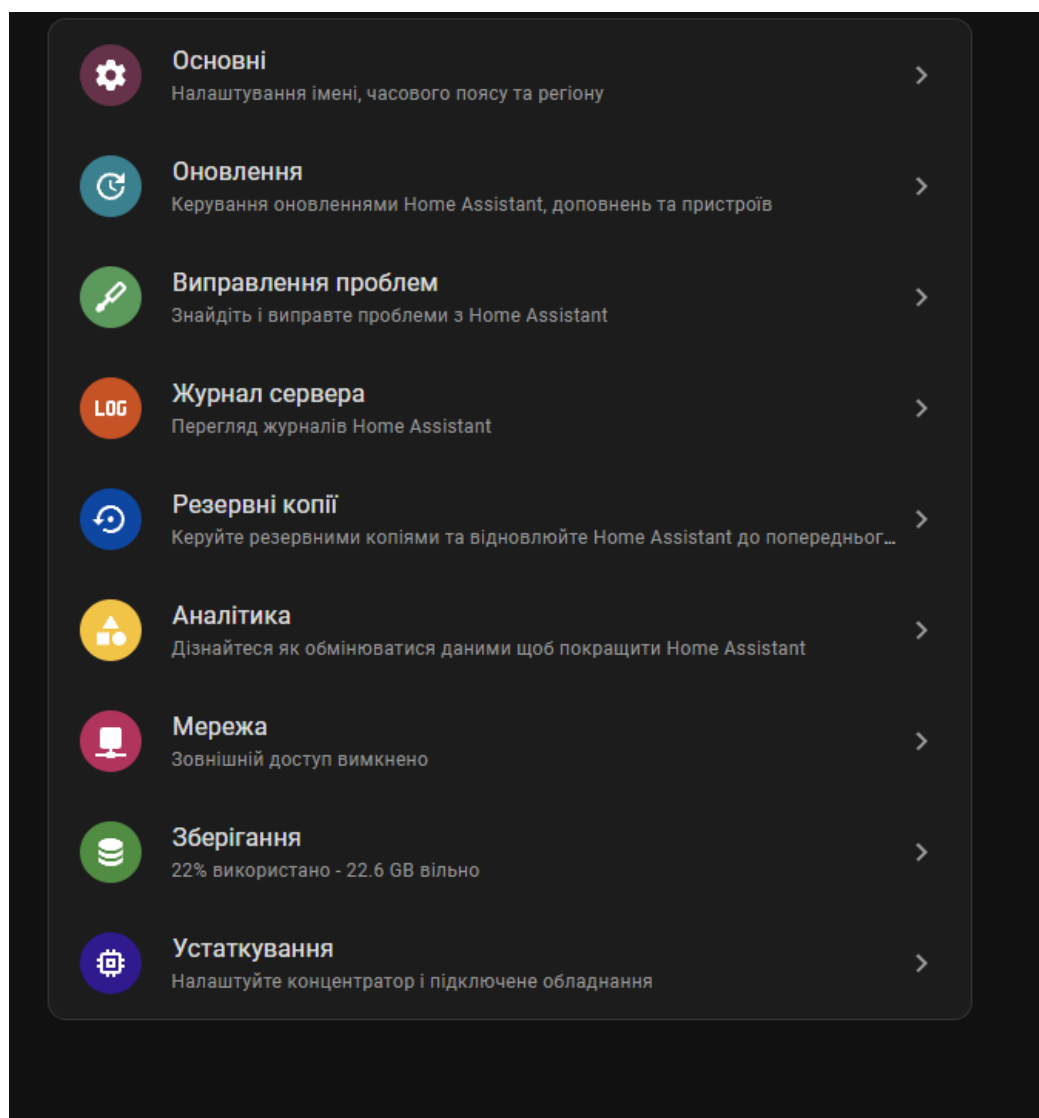 Основні
Налаштування імені, часового поясу та регіону
Оновлення
Керування оновленнями Home Assistant, доповнень та пристроїв
Виправлення проблем
Знайдіть і виправте проблеми з Home Assistant
LOG
Журнал сервера
Перегляд журналів Home Assistant
Резервні копії
Керуйте резервними копіями та відновлюйте Home Assistant до попередньог…
Аналітика
Дізнайтеся як обмінюватися даними щоб покращити Home Assistant
Мережа
Зовнішній доступ вимкнено
Зберігання
22% використано - 22.6 GB вільно
Устаткування
Налаштуйте концентратор і підключене обладнання